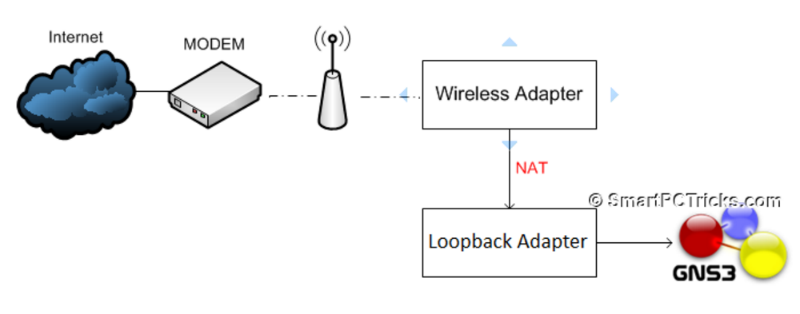 Internet
MODEM
Wireless Adapter
NAT
© SmartPCTricks.com
Loopback Adapter
GNS3